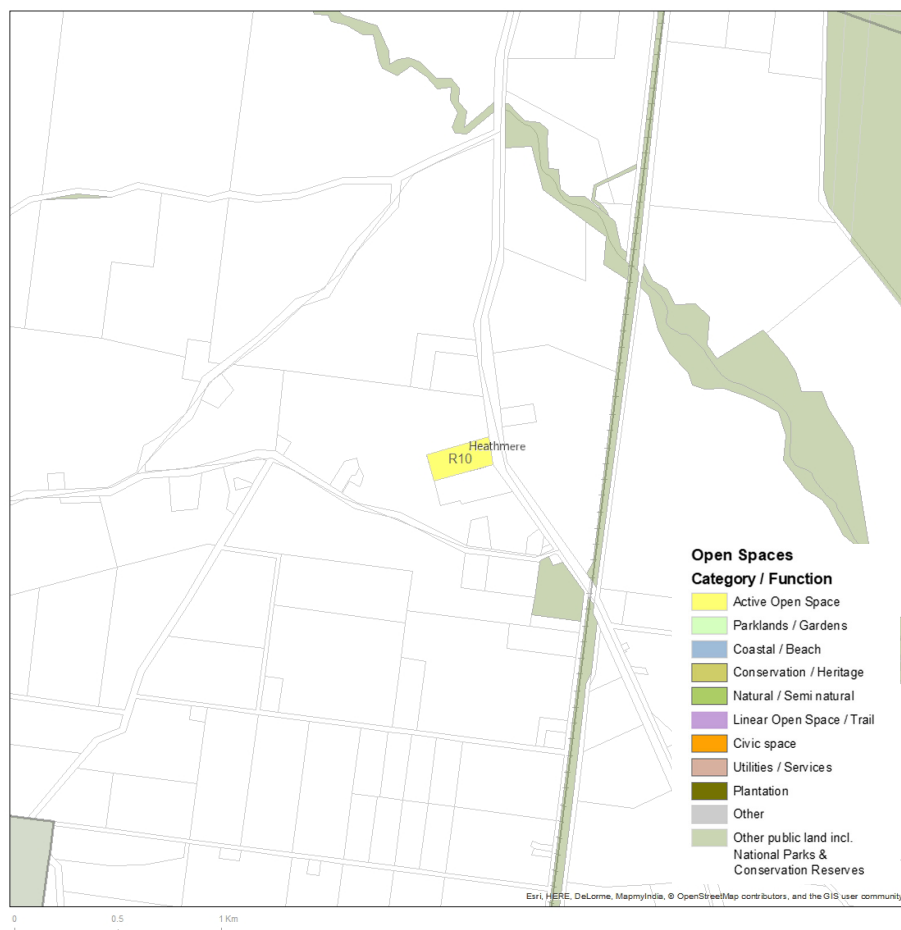 Heathmere
R10
Open Spaces
Category / Function
Active Open Space
Parklands / Gardens
Coastal / Beach
Conservation / Heritage
Natural / Semi natural
Linear Open Space / Trail
Civic space
Utilities / Services
Plantation
Other
Other public land incl.
National Parks &
Conservation Reserves
Esri, HERE, DeLorme, MapmyIndia, © OpenStreetMap contributors, and the GIS user community
0 0.5 1 Km